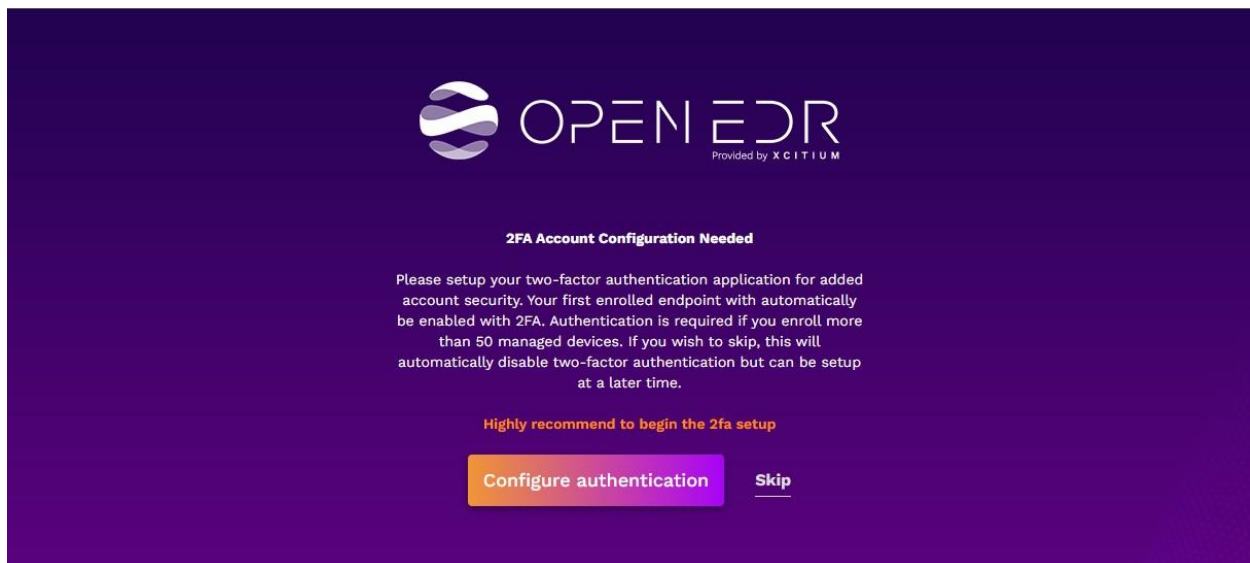 OPEN EDR
Provided by XCITIUM
2FA Account Configuration Needed
Please setup your two-factor authentication application for added
account security. Your first enrolled endpoint with automatically
be enabled with 2FA. Authentication is required if you enroll more
than 50 managed devices. If you wish to skip, this will
automatically disable two-factor authentication but can be setup
at a later time.
Highly recommend to begin the 2fa setup
Configure authentication Skip